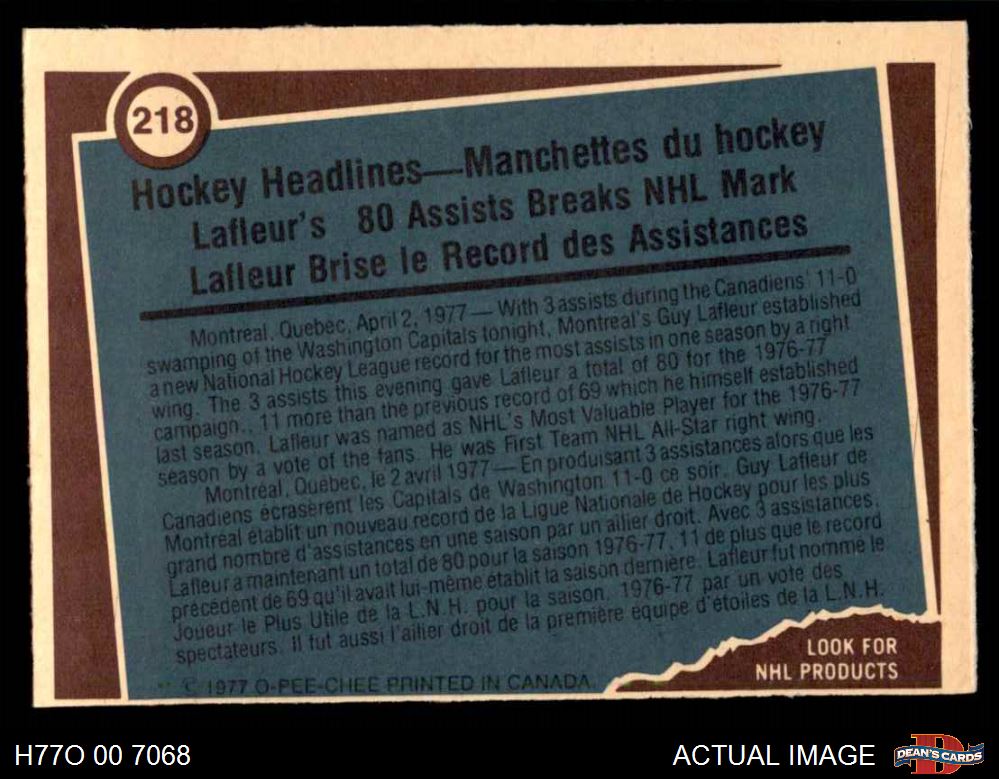 218
Hockey Headlines—Manchettes du hockey
Lafleur's 80 Assists Breaks NHL Mark
Lafleur Brise le Record des Assistances
Montreal, Quebec, April 2, 1977 — With 3 assists during the Canadiens' 11-0
swamping of the Washington Capitals tonight, Montreal's Guy Lafleur established
a new National Hockey League record for the most assists in one season by a right
wing. The 3 assists this evening gave Lafleur a total of 80 for the 1976-77
campaign., 11 more than the previous record of 69 which he himself established
last season. Lafleur was named as NHL's Most Valuable Player for the 1976-77
season by a vote of the fans. He was First Team NHL All-Star right wing.
Montréal, Québec, le 2 avril 1977 — En produisant 3 assistances alors que les
Canadiens écrasèrent les Capitals de Washington 11-0 ce soir, Guy Lafleur de
Montréal établit un nouveau record de la Ligue Nationale de Hockey pour les plus
grand nombre d'assistances en une saison par un ailier droit. Avec 3 assistances,
Lafleur a maintenant un total de 80 pour la saison 1976-77, 11 de plus que le record
précédent de 69 qu'il avait lui-même établit la saison dernière. Lafleur fut nommé le
Joueur le Plus Utile de la L.N.H. pour la saison, 1976-77 par un vote des
spectateurs. Il fut aussi l'ailier droit de la première équipe d'étoiles de la L.N.H.
© 1977 O-PEE-CHEE PRINTED IN CANADA
LOOK FOR
NHL PRODUCTS
H77O 00 7068
ACTUAL IMAGE
D
DEAN'S CARDS